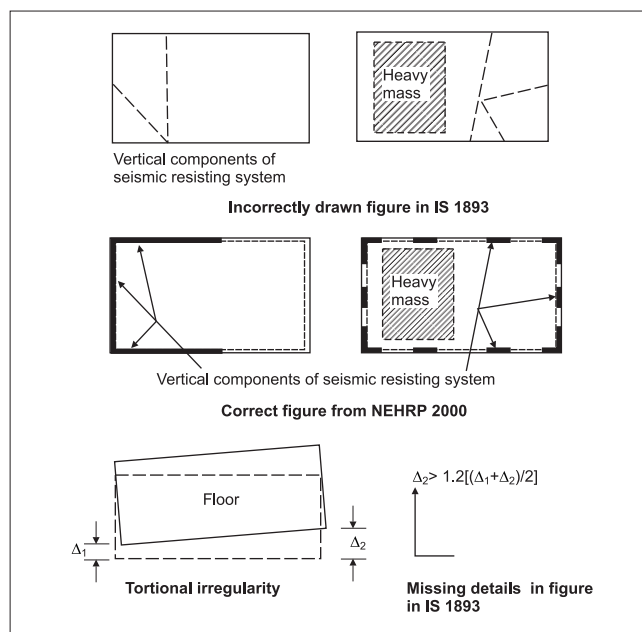 Heavy
mass
Vertical components of
seismic resisting system
Incorrectly drawn figure in IS 1893
Heavy
mass
Vertical components of seismic resisting system
Correct figure from NEHRP 2000
Δ₂> 1.2[(Δ₁+Δ₂)/2]
Floor
Δ₁
Δ₂
Tortional irregularity
Missing details in figure
in IS 1893